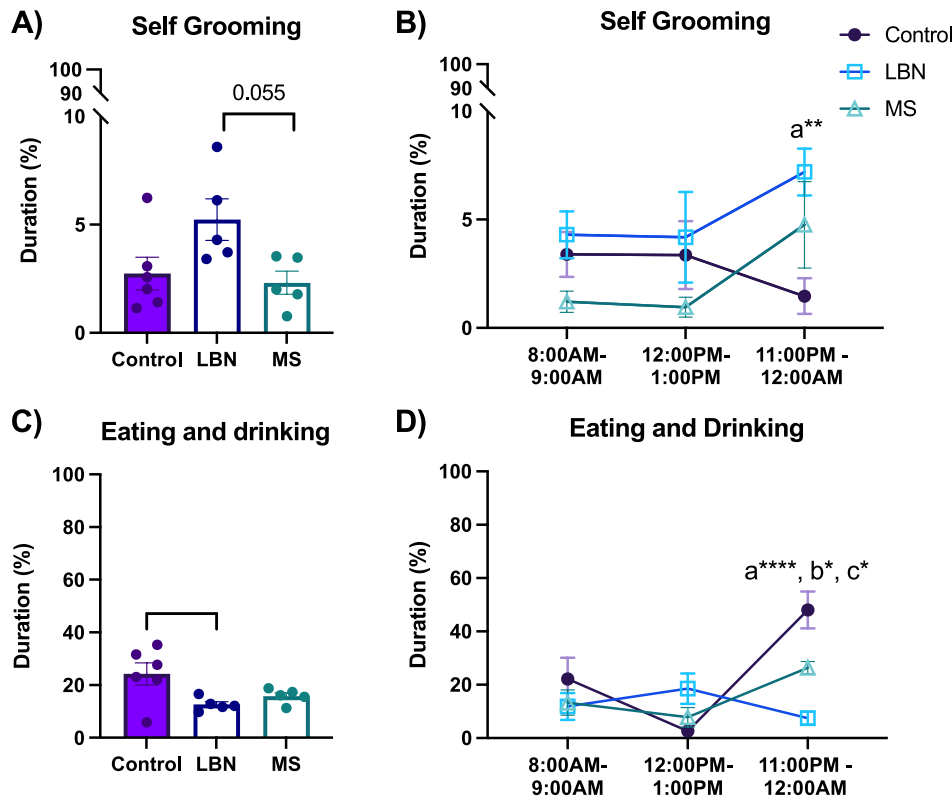 A)
Self Grooming
100
90
10
5
0
Duration (%)
0.055
Control
LBN
MS
B)
Self Grooming
Control
LBN
MS
100
90
10
5
0
Duration (%)
a**
8:00AM-
9:00AM
12:00PM-
1:00PM
11:00PM -
12:00AM
C)
Eating and drinking
100
80
60
40
20
0
Duration (%)
Control
LBN
MS
D)
Eating and Drinking
100
80
60
40
20
0
Duration (%)
a****, b*, c*
8:00AM-
9:00AM
12:00PM-
1:00PM
11:00PM -
12:00AM